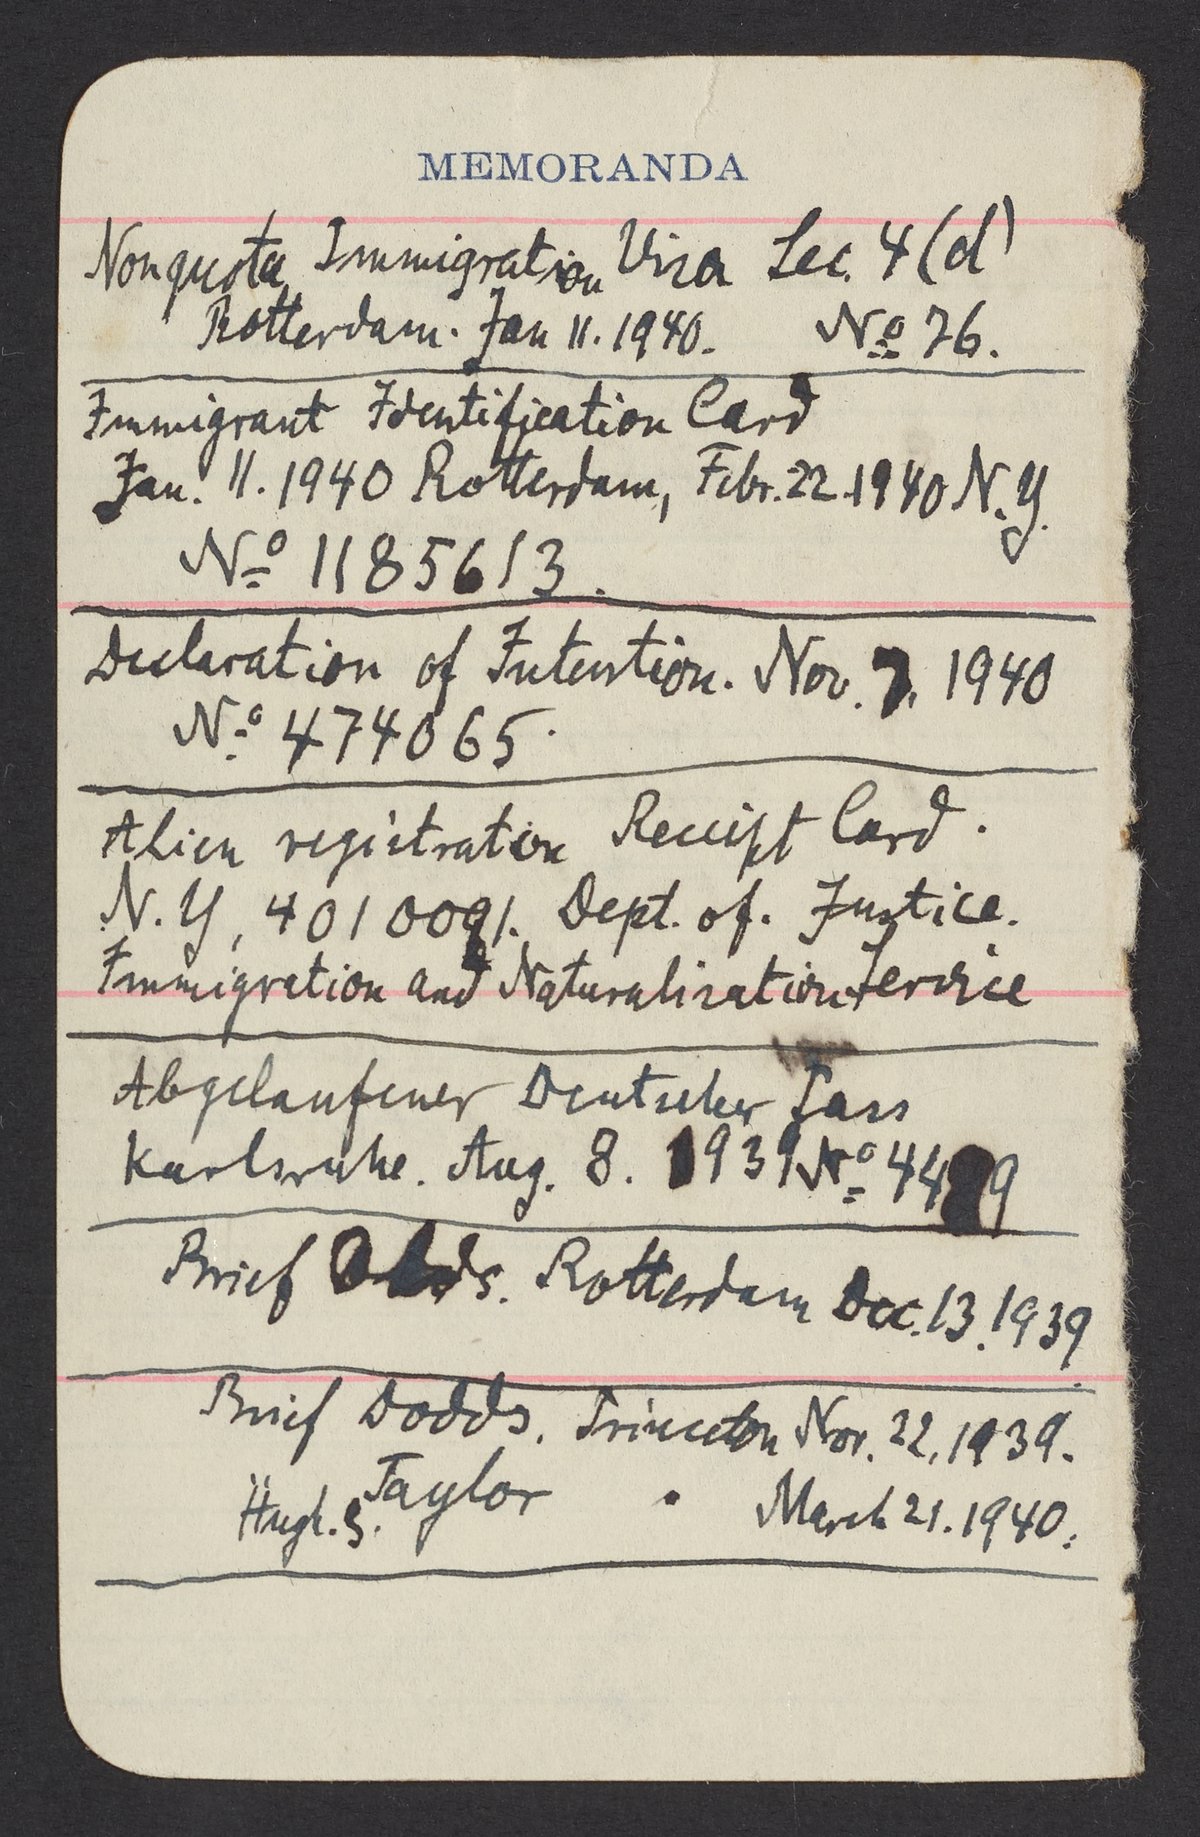 MEMORANDA
Nonquota Immigration Visa Sec. 4 (d)
Rotterdam. Jan 11. 1940. Nº 76.
Immigrant Identification Card
Jan. 11. 1940 Rotterdam, Febr. 22. 1940 N. Y.
Nº 1185613.
Declaration of Intention. Nov. 7. 1940
Nº 474065.
Alien registration Receipt Card.
N. Y, 4010091. Dept. of. Justice.
Immigration and Naturalization Service
Abgelaufener Deutscher Pass
Karlsruhe. Aug. 8. 1939 Nº
Brief Rotterdam Dec. 13. 1939
Brief Dodds. Princeton Nov. 22. 1939.
Hugh. S. Taylor " March 21. 1940.